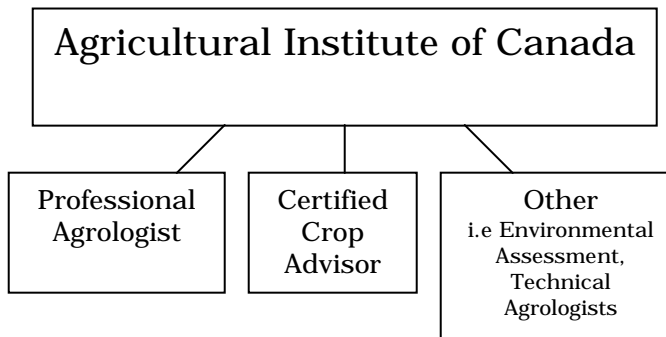 Agricultural Institute of Canada
Professional
Agrologist
Certified
Crop
Advisor
Other
i.e Environmental
Assessment,
Technical
Agrologists